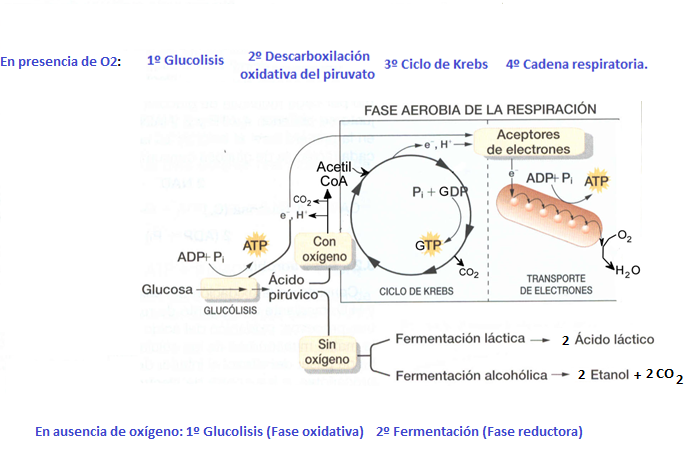 En presencia de O2:
1º Glucolisis
2º Descarboxilación
oxidativa del piruvato
3º Ciclo de Krebs
4º Cadena respiratoria.
FASE AEROBIA DE LA RESPIRACIÓN
e⁻, H⁺
Aceptores
de electrones
Acetil
CoA
CO₂
e⁻, H⁺
Pi + GDP
GTP
CO₂
e⁻
ADP+ Pi
ATP
O₂
H₂O
ATP
ADP+ Pi
Con
oxígeno
Glucosa
GLUCÓLISIS
Ácido
pirúvico
CICLO DE KREBS
TRANSPORTE
DE ELECTRONES
Sin
oxígeno
Fermentación láctica
2 Ácido láctico
Fermentación alcohólica
2 Etanol + 2 CO₂
En ausencia de oxígeno: 1º Glucolisis (Fase oxidativa) 2º Fermentación (Fase reductora)